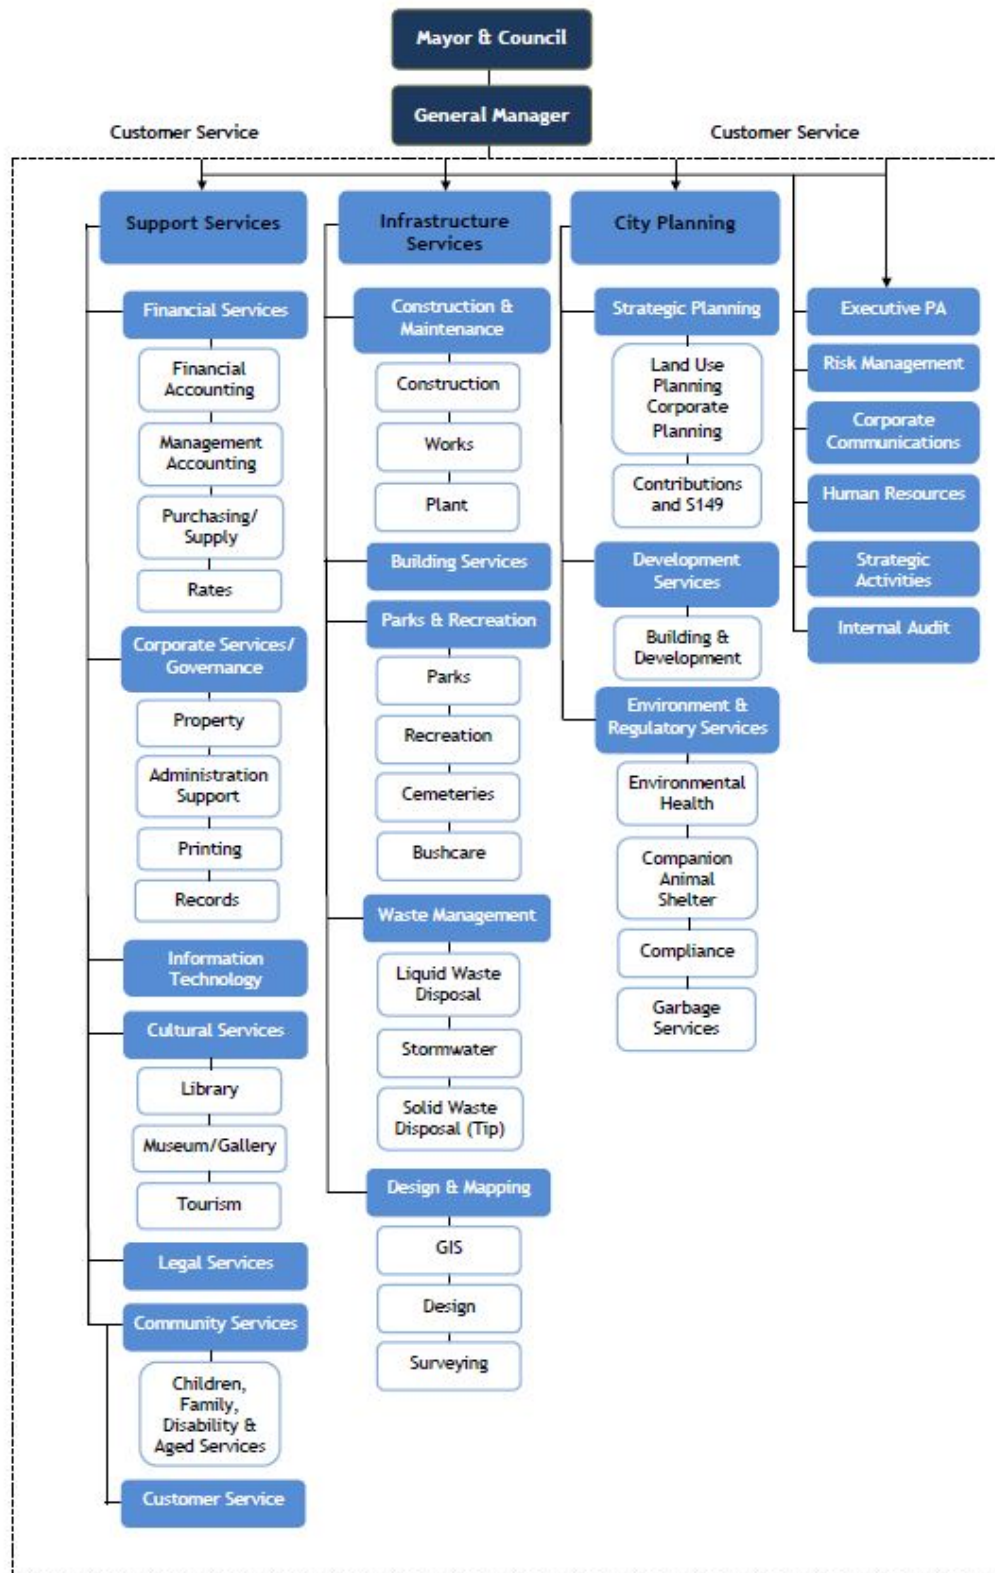 Mayor & Council
General Manager
Customer Service
Customer Service
Support Services
Financial Services
Financial
Accounting
Management
Accounting
Purchasing/
Supply
Rates
Corporate Services/
Governance
Property
Administration
Support
Printing
Records
Information
Technology
Cultural Services
Library
Museum/Gallery
Tourism
Legal Services
Community Services
Children,
Family,
Disability &
Aged Services
Customer Service
Infrastructure
Services
Construction &
Maintenance
Construction
Works
Plant
Building Services
Parks & Recreation
Parks
Recreation
Cemeteries
Bushcare
Waste Management
Liquid Waste
Disposal
Stormwater
Solid Waste
Disposal (Tip)
Design & Mapping
GIS
Design
Surveying
City Planning
Strategic Planning
Land Use
Planning
Corporate
Planning
Contributions
and S149
Development
Services
Building &
Development
Environment &
Regulatory Services
Environmental
Health
Companion
Animal
Shelter
Compliance
Garbage
Services
Executive PA
Risk Management
Corporate
Communications
Human Resources
Strategic
Activities
Internal Audit